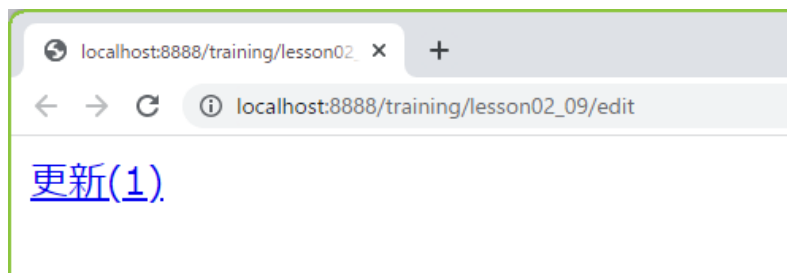 localhost:8888/training/lesson02_
localhost:8888/training/lesson02_09/edit
更新(1)